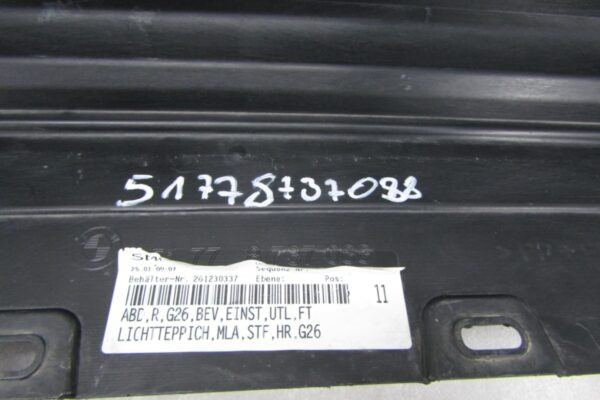 51778737088
25.01 09:07
Behälter-Nr. 261230337 Ebene: Pos:
11
ABC,R,G26,BEV,EINST,UTL,FT
LICHTTEPPICH,MLA,STF,HR,G26